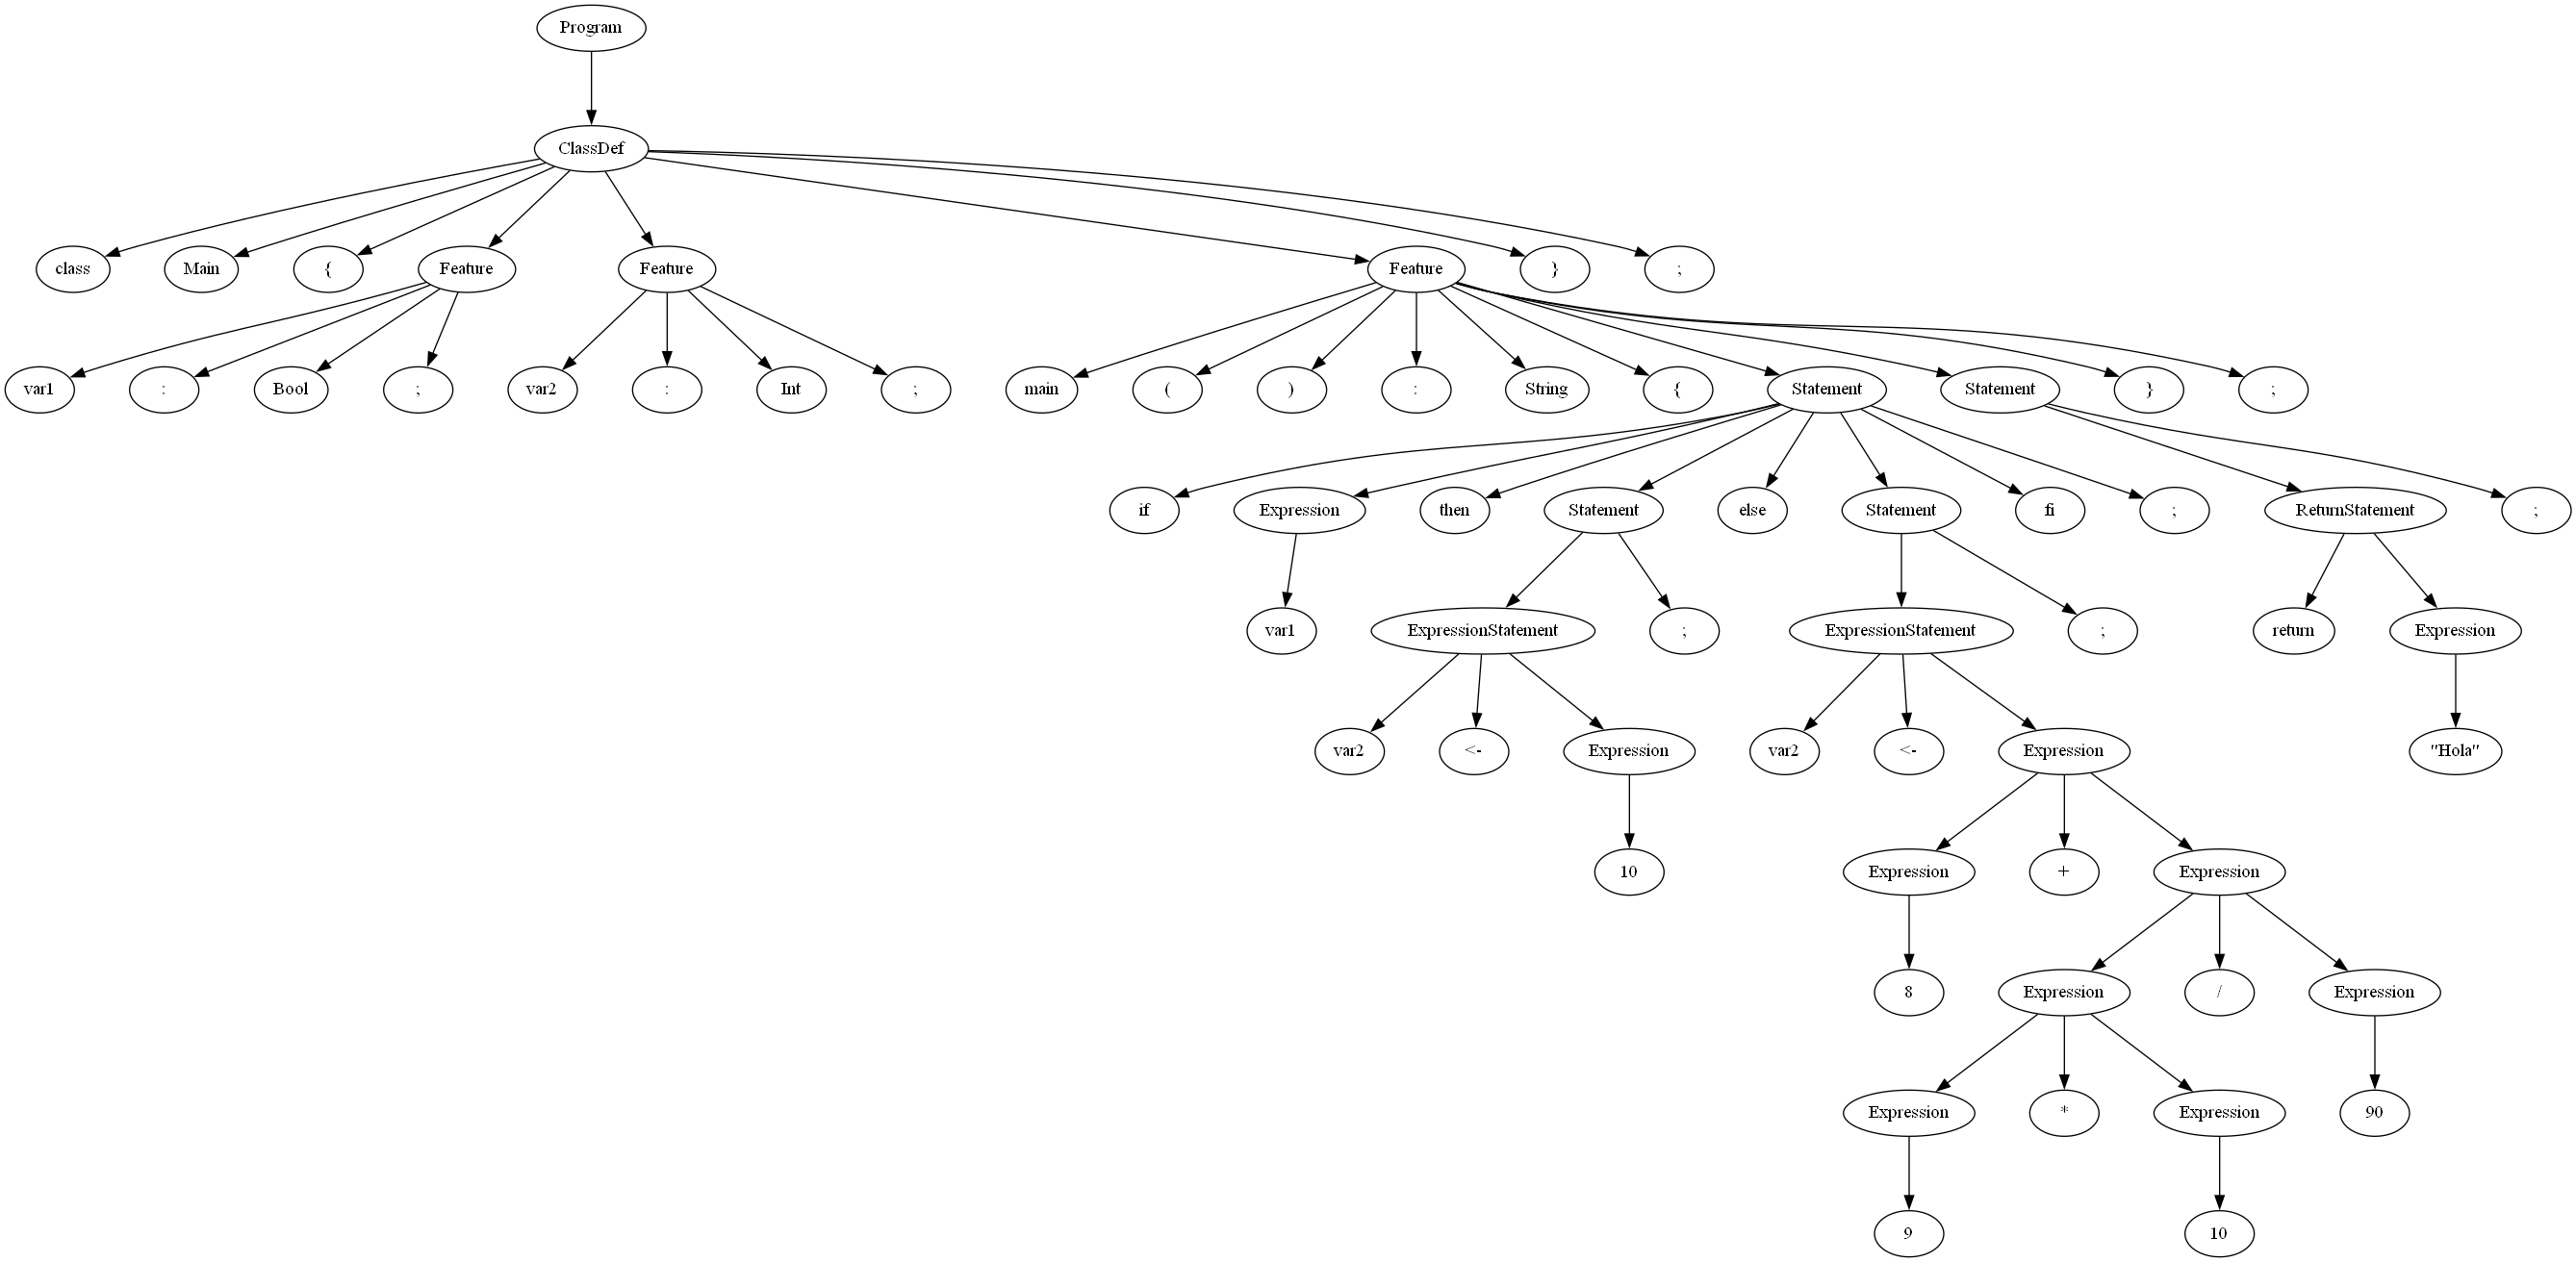 Program
ClassDef
class Main { Feature Feature Feature } ;
var1 : Bool ; var2 : Int ; main ( ) : String { Statement Statement } ;
if Expression then Statement else Statement fi ; ReturnStatement ;
var1 ExpressionStatement ; ExpressionStatement ; return Expression
var2 <- Expression var2 <- Expression "Hola"
10 Expression + Expression
8 Expression / Expression
Expression * Expression 90
9 10